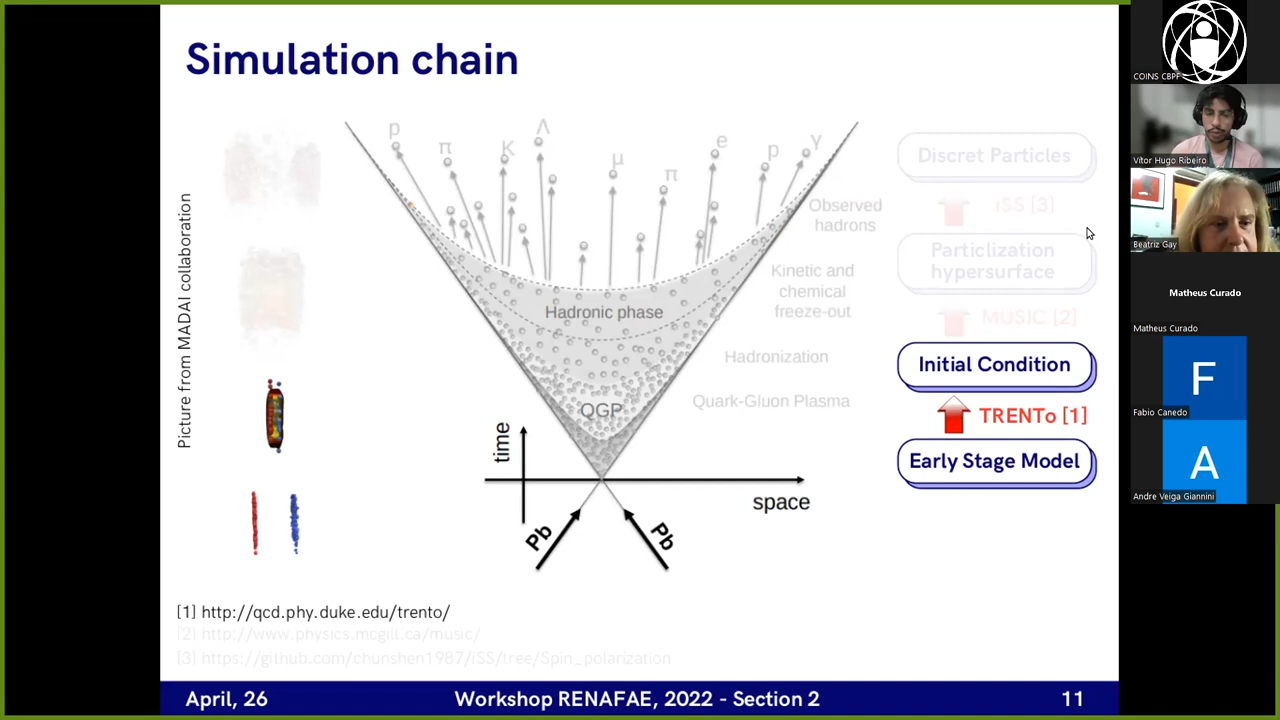 Simulation chain
Picture from MADAI collaboration
p
π
K
Λ
μ
π
e
p
γ
Observed
hadrons
Kinetic and
chemical
freeze-out
Hadronization
Quark-Gluon Plasma
Hadronic phase
QGP
time
space
Pb
Pb
Discret Particles
iSS [3]
Particlization
hypersurface
MUSIC [2]
Initial Condition
TRENTo [1]
Early Stage Model
[1] http://qcd.phy.duke.edu/trento/
[2] http://www.physics.mcgill.ca/music/
[3] https://github.com/chunshen1987/iSS/tree/Spin_polarization
April, 26
Workshop RENAFAE, 2022 - Section 2
11
COINS CBPF
Vítor Hugo Ribeiro
Beatriz Gay
Matheus Curado
Matheus Curado
F
Fabio Canedo
A
Andre Veiga Giannini